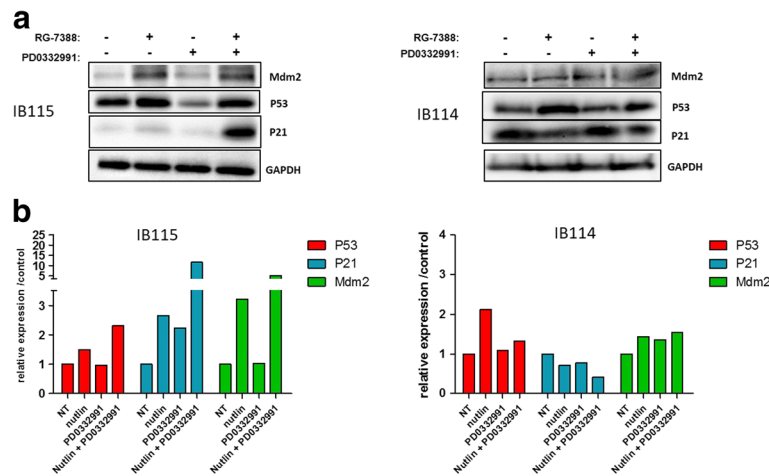 a
RG-7388: - + - +
PD0332991: - - + +
IB115
Mdm2
P53
P21
GAPDH
RG-7388: - + - +
PD0332991: - - + +
IB114
Mdm2
P53
P21
GAPDH
b
IB115
relative expression /control
25
20
15
10
5
3
2
1
0
NT
nutlin
PD0332991
Nutlin + PD0332991
NT
nutlin
PD0332991
Nutlin + PD0332991
NT
nutlin
PD0332991
Nutlin + PD0332991
P53
P21
Mdm2
IB114
relative expression /control
4
3
2
1
0
NT
nutlin
PD0332991
Nutlin + PD0332991
NT
nutlin
PD0332991
Nutlin + PD0332991
NT
nutlin
PD0332991
Nutlin + PD0332991
P53
P21
Mdm2